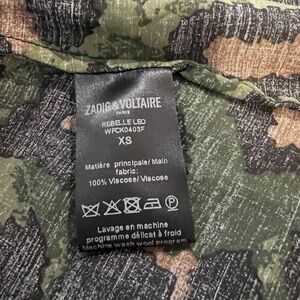 ZADIG & VOLTAIRE
PARIS
REBELLE LEO
WFCK0403F
XS
Matière principale/ Main
fabric:
100% Viscose/ Viscose
Lavage en machine
programme délicat à froid
Machine wash wool program